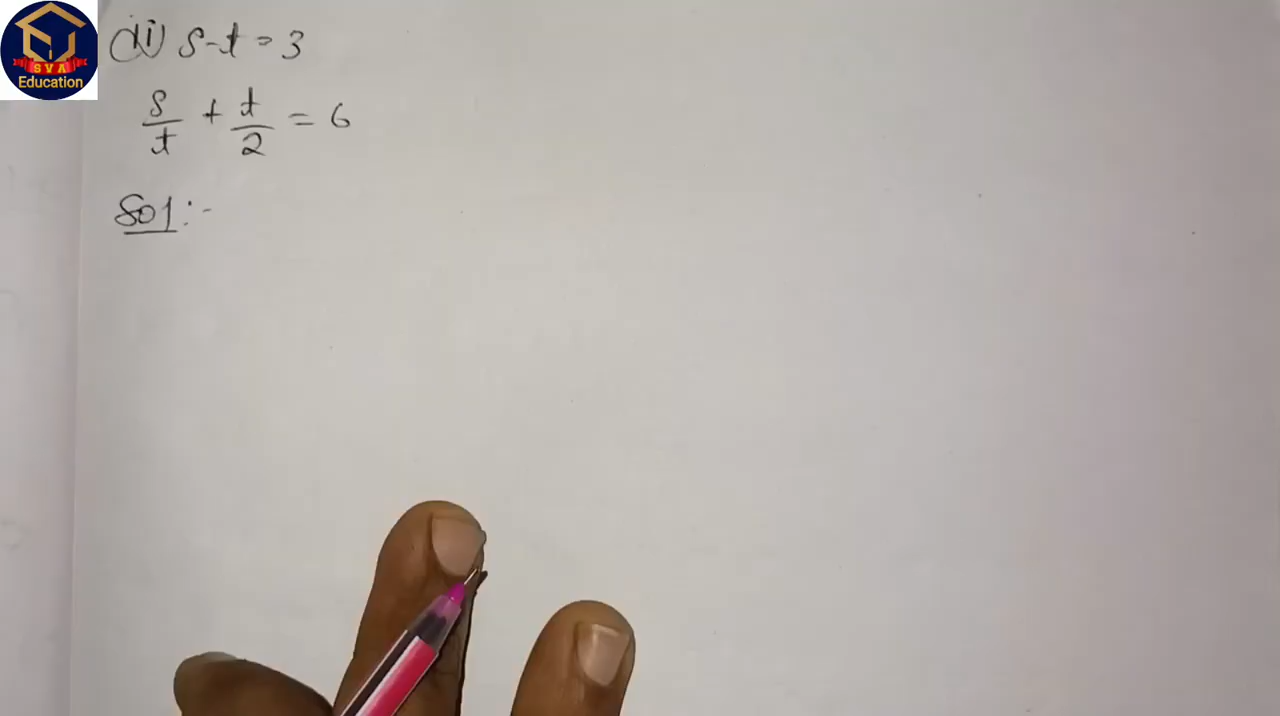 SVA
Education
(ii) s-t=3
s/t + t/2 = 6
Sol:-